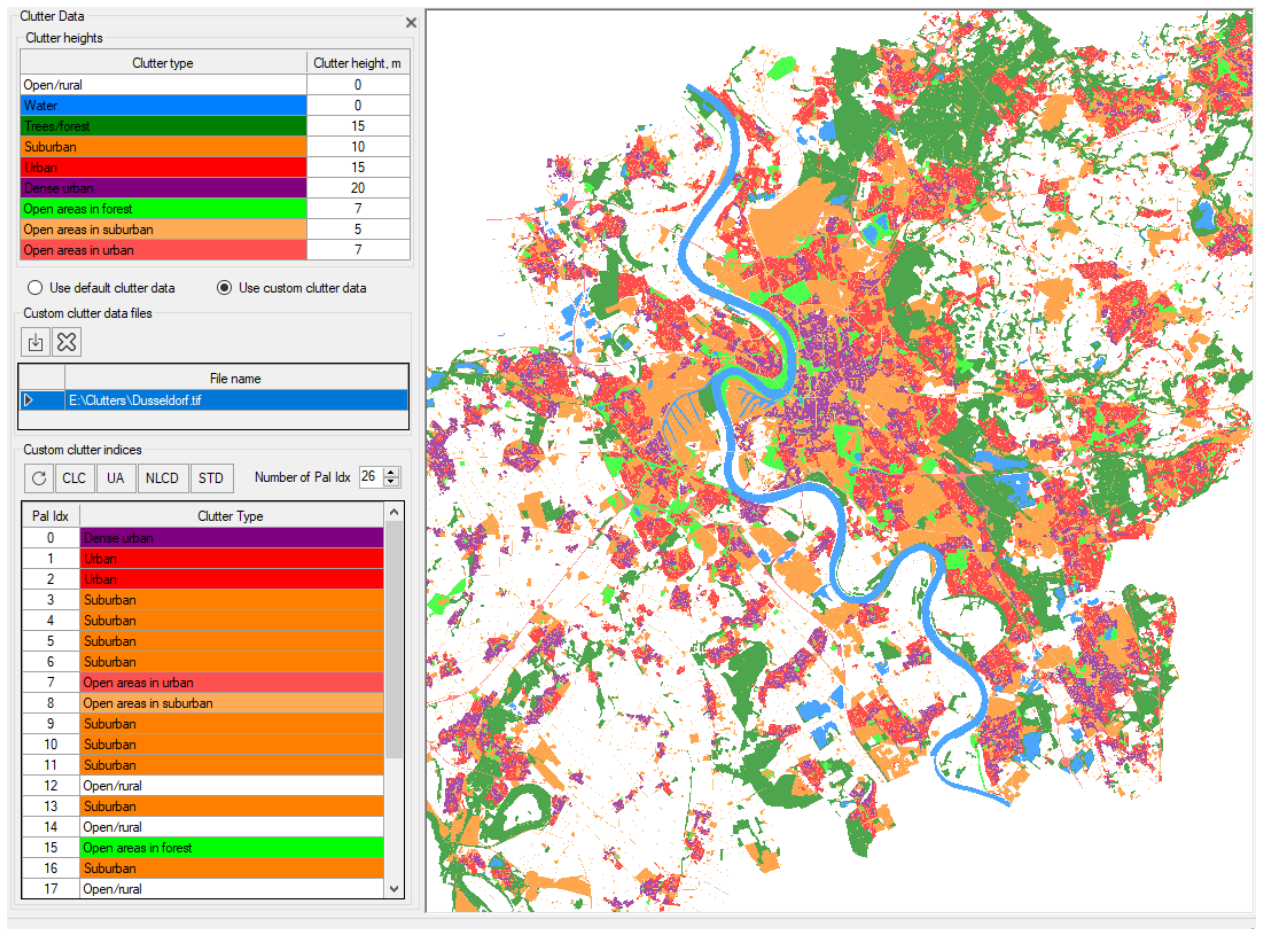 Clutter Data
Clutter heights
Clutter type Clutter height, m
Open/rural 0
Water 0
Trees/forest 15
Suburban 10
Urban 15
Dense urban 20
Open areas in forest 7
Open areas in suburban 5
Open areas in urban 7
Use default clutter data Use custom clutter data
Custom clutter data files
File name
E:\Clutters\Dusseldorf.tif
Custom clutter indices
CLC UA NLCD STD Number of Pal Idx 26
Pal Idx Clutter Type
0 Dense urban
1 Urban
2 Urban
3 Suburban
4 Suburban
5 Suburban
6 Suburban
7 Open areas in urban
8 Open areas in suburban
9 Suburban
10 Suburban
11 Suburban
12 Open/rural
13 Suburban
14 Open/rural
15 Open areas in forest
16 Suburban
17 Open/rural